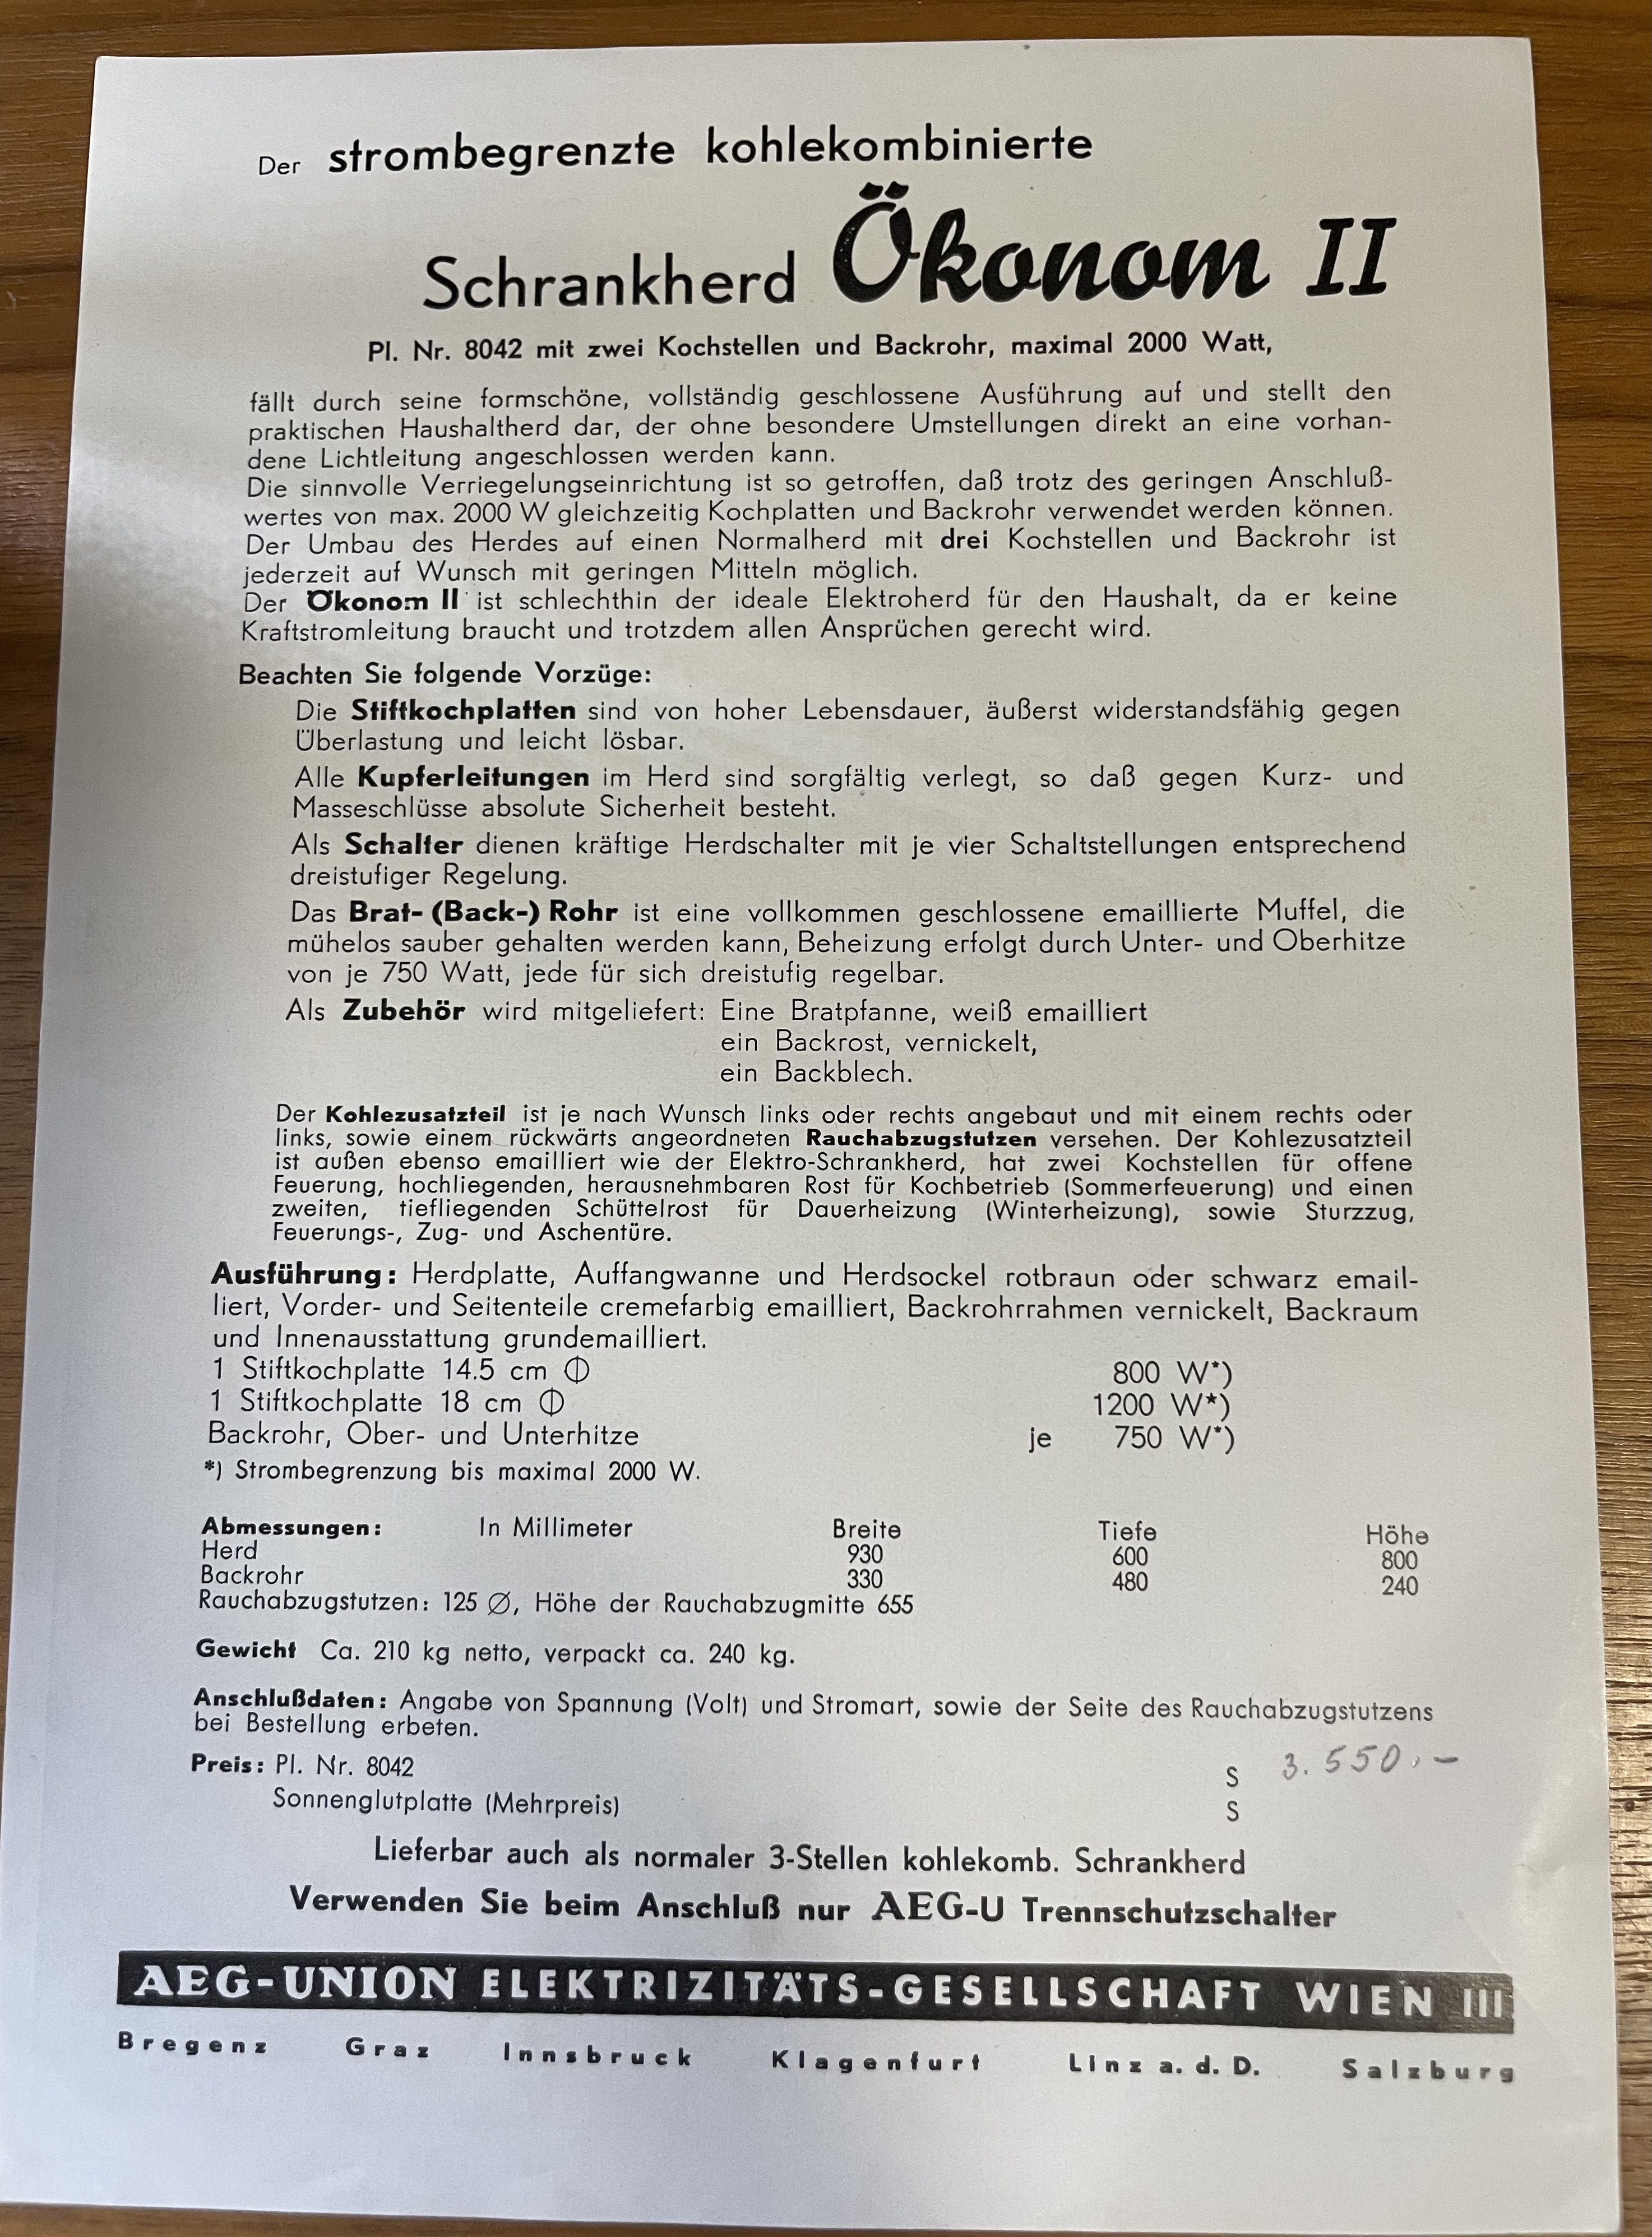 Der strombegrenzte kohlekombinierte
Schrankherd Ökonom II
Pl. Nr. 8042 mit zwei Kochstellen und Backrohr, maximal 2000 Watt,
fällt durch seine formschöne, vollständig geschlossene Ausführung auf und stellt den
praktischen Haushaltherd dar, der ohne besondere Umstellungen direkt an eine vorhan-
dene Lichtleitung angeschlossen werden kann.
Die sinnvolle Verriegelungseinrichtung ist so getroffen, daß trotz des geringen Anschluß-
wertes von max. 2000 W gleichzeitig Kochplatten und Backrohr verwendet werden können.
Der Umbau des Herdes auf einen Normalherd mit drei Kochstellen und Backrohr ist
jederzeit auf Wunsch mit geringen Mitteln möglich.
Der Ökonom II ist schlechthin der ideale Elektroherd für den Haushalt, da er keine
Kraftstromleitung braucht und trotzdem allen Ansprüchen gerecht wird.
Beachten Sie folgende Vorzüge:
Die Stiftkochplatten sind von hoher Lebensdauer, äußerst widerstandsfähig gegen
Überlastung und leicht lösbar.
Alle Kupferleitungen im Herd sind sorgfältig verlegt, so daß gegen Kurz- und
Masseschlüsse absolute Sicherheit besteht.
Als Schalter dienen kräftige Herdschalter mit je vier Schaltstellungen entsprechend
dreistufiger Regelung.
Das Brat- (Back-) Rohr ist eine vollkommen geschlossene emaillierte Muffel, die
mühelos sauber gehalten werden kann, Beheizung erfolgt durch Unter- und Oberhitze
von je 750 Watt, jede für sich dreistufig regelbar.
Als Zubehör wird mitgeliefert: Eine Bratpfanne, weiß emailliert
ein Backrost, vernickelt,
ein Backblech.
Der Kohlezusatzteil ist je nach Wunsch links oder rechts angebaut und mit einem rechts oder
links, sowie einem rückwärts angeordneten Rauchabzugstutzen versehen. Der Kohlezusatzteil
ist außen ebenso emailliert wie der Elektro-Schrankherd, hat zwei Kochstellen für offene
Feuerung, hochliegenden, herausnehmbaren Rost für Kochbetrieb (Sommerfeuerung) und einen
zweiten, tiefliegenden Schüttelrost für Dauerheizung (Winterheizung), sowie Sturzzug,
Feuerungs-, Zug- und Aschentüre.
Ausführung: Herdplatte, Auffangwanne und Herdsockel rotbraun oder schwarz email-
liert, Vorder- und Seitenteile cremefarbig emailliert, Backrohrrahmen vernickelt, Backraum
und Innenausstattung grundemailliert.
1 Stiftkochplatte 14.5 cm ⌀ 800 W*)
1 Stiftkochplatte 18 cm ⌀ 1200 W*)
Backrohr, Ober- und Unterhitze je 750 W*)
*) Strombegrenzung bis maximal 2000 W.
Abmessungen: In Millimeter Breite Tiefe Höhe
Herd 930 600 800
Backrohr 330 480 240
Rauchabzugstutzen: 125 ⌀, Höhe der Rauchabzugmitte 655
Gewicht Ca. 210 kg netto, verpackt ca. 240 kg.
Anschlußdaten: Angabe von Spannung (Volt) und Stromart, sowie der Seite des Rauchabzugstutzens
bei Bestellung erbeten.
Preis: Pl. Nr. 8042 S 3.550.-
Sonnenglutplatte (Mehrpreis) S
Lieferbar auch als normaler 3-Stellen kohlekomb. Schrankherd
Verwenden Sie beim Anschluß nur AEG-U Trennschutzschalter
AEG-UNION ELEKTRIZITÄTS-GESELLSCHAFT WIEN III
Bregenz Graz Innsbruck Klagenfurt Linz a. d. D. Salzburg